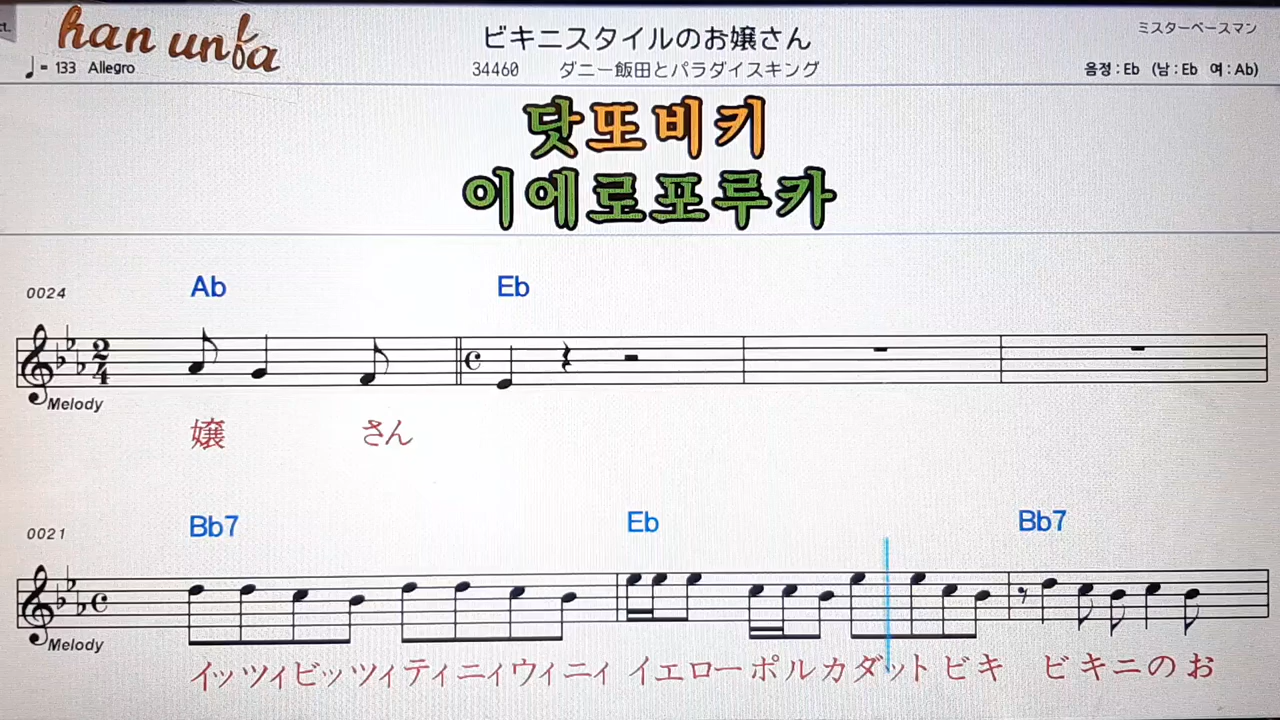 han unfa
ビキニスタイルのお嬢さん
ミスターペースマン
♩= 133 Allegro
34460 ダニー飯田とパラダイスキング
음정 : Eb (남 : Eb 여 : Ab)
닷또비키
이에로포루카
0024
Ab Eb
2
4
Melody
嬢 さん
0021
Bb7 Eb Bb7
Melody
イッツィビッツィティニィウィニィ イエローポルカダット ビキ ビキニのお